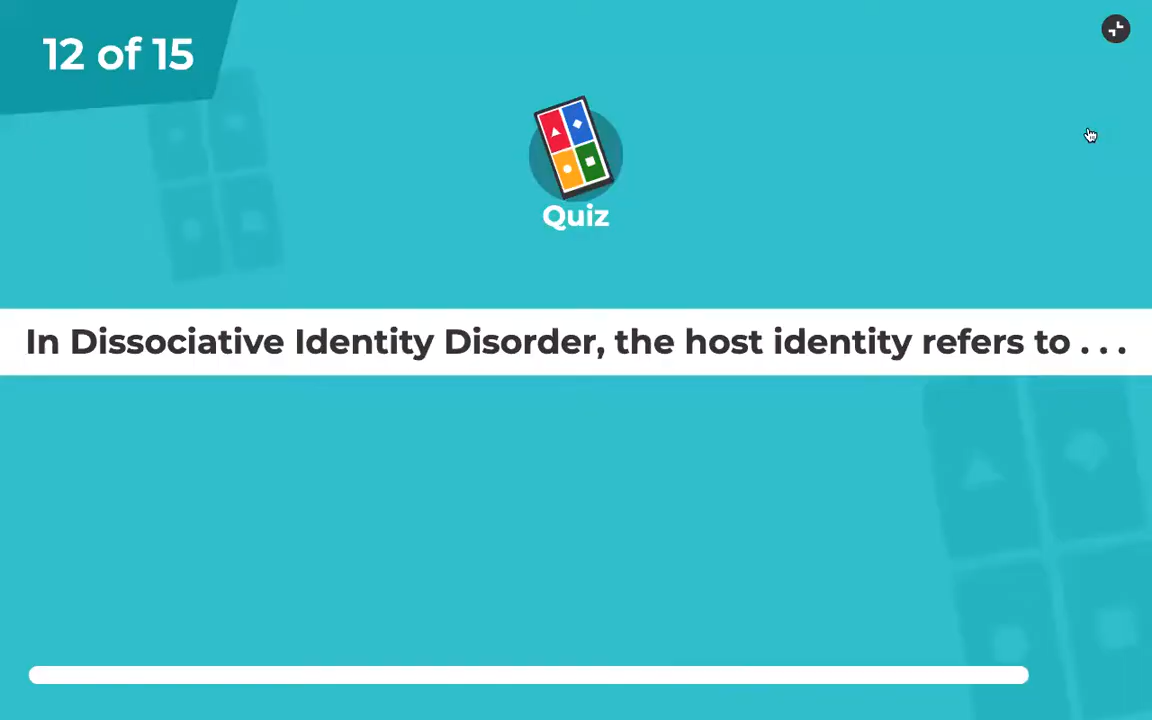 12 of 15
Quiz
In Dissociative Identity Disorder, the host identity refers to . . .